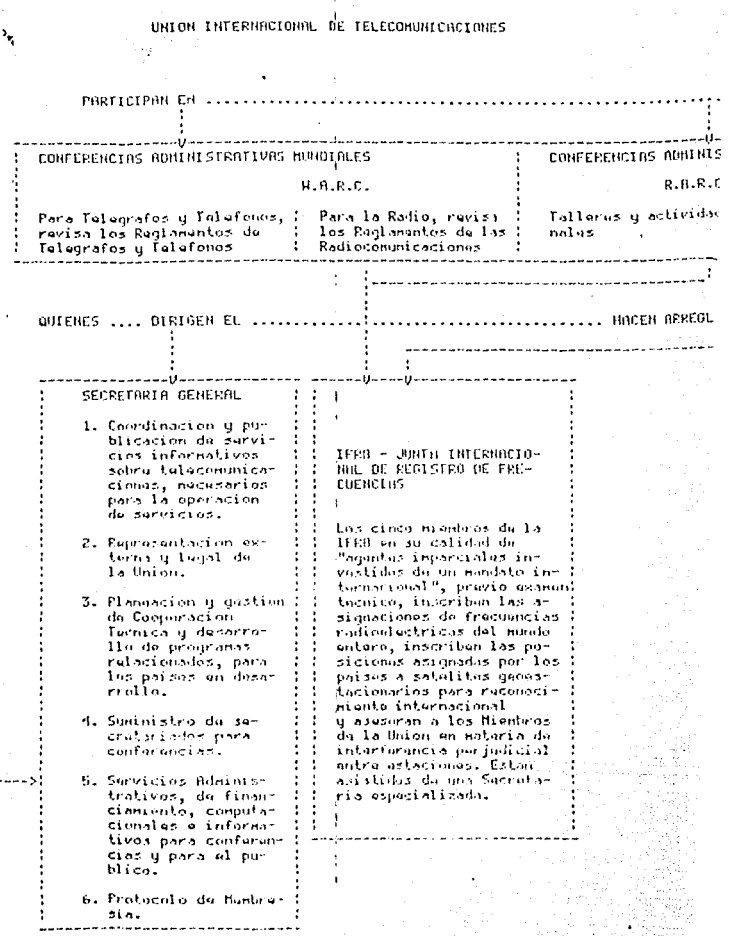 UNION INTERNACIONAL DE TELECOMUNICACIONES
PARTICIPAN EN
CONFERENCIAS ADMINISTRATIVAS MUNDIALES
W.A.R.C.
Para Telegrafos y Telefonos,
revisa los Reglamentos de
Telegrafos y Telefonos
Para la Radio, revisa
los Reglamentos de las
Radiocomunicaciones
CONFERENCIAS ADMINIS
R.A.R.C
Talleres y actividad
nales
QUIENES .... DIRIGEN EL .... HACEN ARREGL
SECRETARIA GENERAL
1. Coordinacion y pu-
blicacion de servi-
cios informativos
sobre telecomunica-
ciones, necesarios
para la operacion
de servicios.
2. Representacion ex-
terna y legal de
la Union.
3. Planeacion y gestion
de Cooperacion
Tecnica y desarro-
llo de programas
relacionados, para
los paises en desa-
rrollo.
4. Suministro de se-
cretariados para
conferencias.
5. Servicios Adminis-
trativos, de finan-
ciamiento, computa-
cionales e informa-
tivos para conferen-
cias y para el pu-
blico.
6. Protocolo de Membre-
sia.
IFRB - JUNTA INTERNACIO-
NAL DE REGISTRO DE FRE-
CUENCIAS
Los cinco miembros de la
IFRB en su calidad de
"agentes imparciales in-
vestidos de un mandato in-
ternacional", previo examen
tecnico, inscriben las a-
signaciones de frecuencias
radioelectricas del mundo
entero, inscriben las po-
siciones asignadas por los
paises a satelites geoes-
tacionarios para reconoci-
miento internacional
y asesoran a los Miembros
de la Union en materia de
interferencia perjudicial
entre estaciones. Estan
asistidos de una Secreta-
ria especializada.